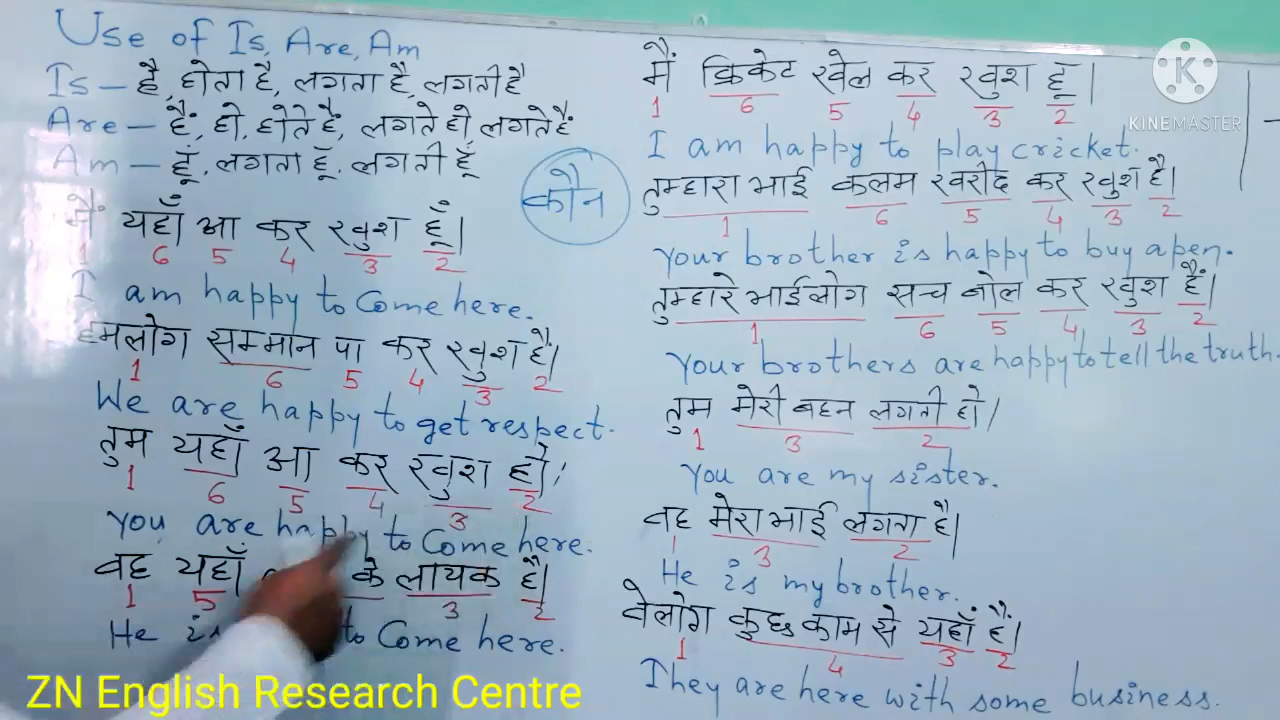 Use of Is, Are, Am
Is – है, होता है, लगता है, लगती है
Are – हैं, हो, होते हैं, लगते हो, लगते हैं
Am – हूँ, लगता हूँ, लगती हूँ
मैं यहाँ आ कर खुश हूँ।
1 6 5 4 3 2
I am happy to Come here.
हमलोग सम्मान पा कर खुश हैं।
1 6 5 4 3 2
We are happy to get respect.
तुम यहाँ आ कर खुश हो।
1 6 5 4 3 2
You are happy to Come here.
वह यहाँ के लायक है।
1 5 3 2
He is to Come here.
कौन
मैं क्रिकेट खेल कर खुश हूँ।
1 6 5 4 3 2
I am happy to play cricket.
तुम्हारा भाई कलम खरीद कर खुश है।
1 6 5 4 3 2
Your brother is happy to buy a pen.
तुम्हारे भाईलोग सच बोल कर खुश हैं।
1 6 5 4 3 2
Your brothers are happy to tell the truth.
तुम मेरी बहन लगती हो।
1 3 2
You are my sister.
वह मेरा भाई लगता है।
1 3 2
He is my brother.
वेलोग कुछ काम से यहाँ हैं।
1 4 3 2
They are here with some business.
K
KINEMASTER
ZN English Research Centre